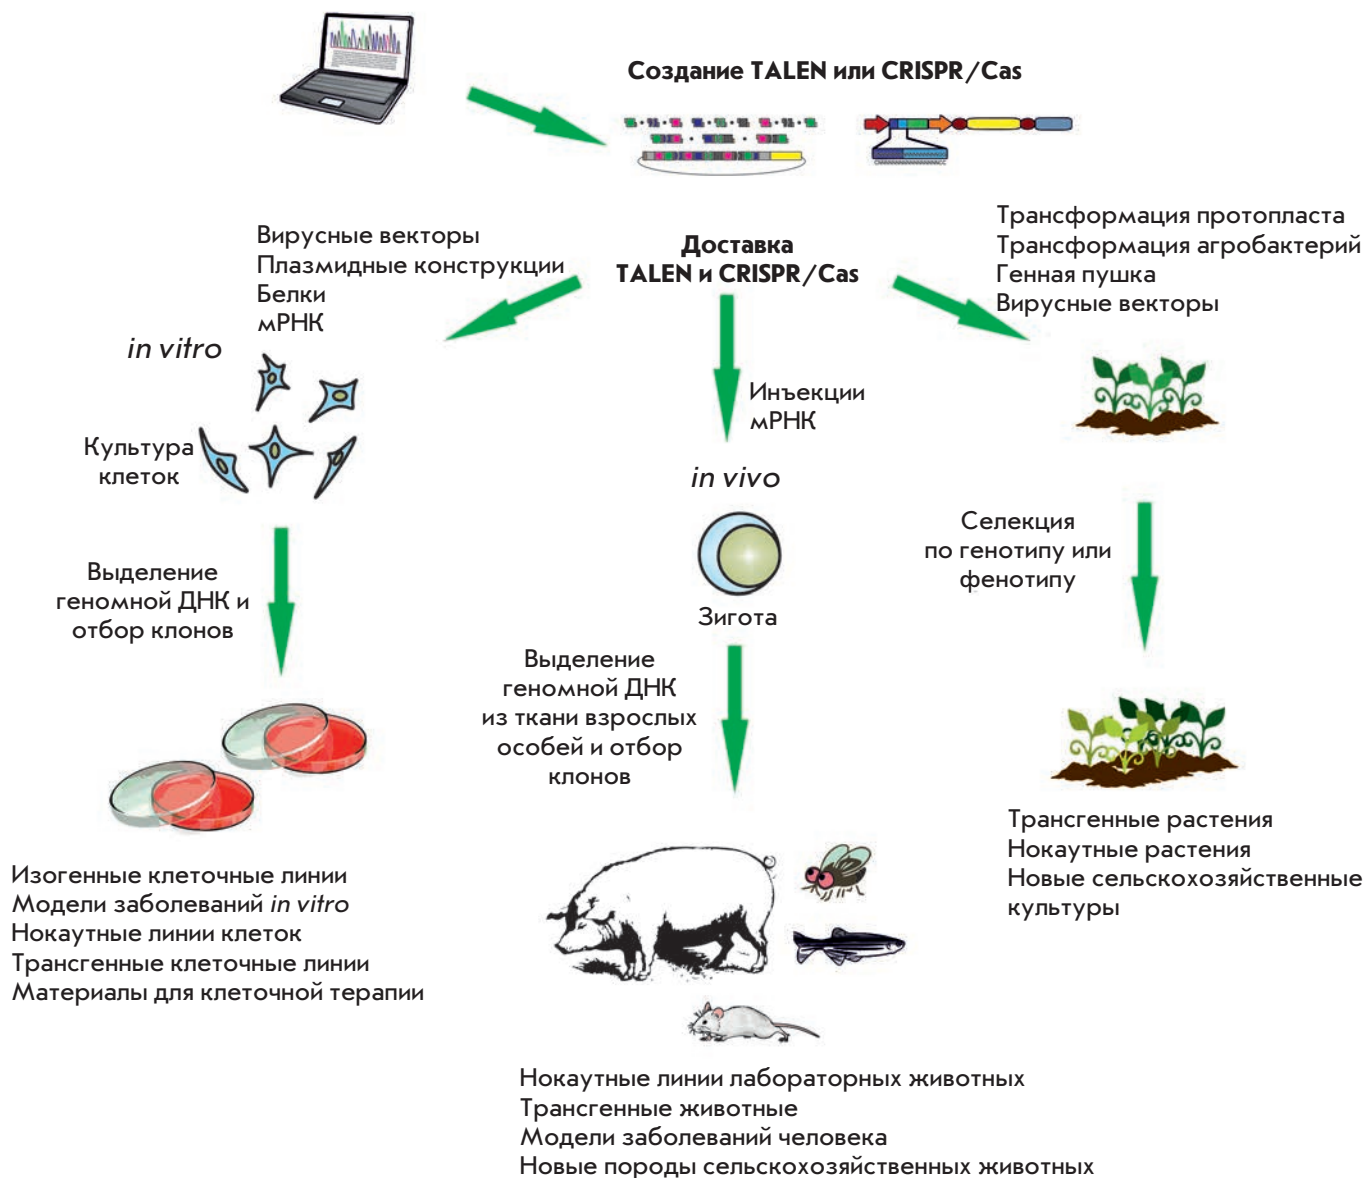 Создание TALEN или CRISPR/Cas
Вирусные векторы
Плазмидные конструкции
Белки
мРНК
Доставка
TALEN и CRISPR/Cas
Трансформация протопласта
Трансформация агробактерий
Генная пушка
Вирусные векторы
in vitro
Культура
клеток
Инъекции
мРНК
in vivo
Зигота
Выделение
геномной ДНК и
отбор клонов
Выделение
геномной ДНК
из ткани взрослых
особей и отбор
клонов
Селекция
по генотипу или
фенотипу
Изогенные клеточные линии
Модели заболеваний in vitro
Нокаутные линии клеток
Трансгенные клеточные линии
Материалы для клеточной терапии
Нокаутные линии лабораторных животных
Трансгенные животные
Модели заболеваний человека
Новые породы сельскохозяйственных животных
Трансгенные растения
Нокаутные растения
Новые сельскохозяйственные
культуры